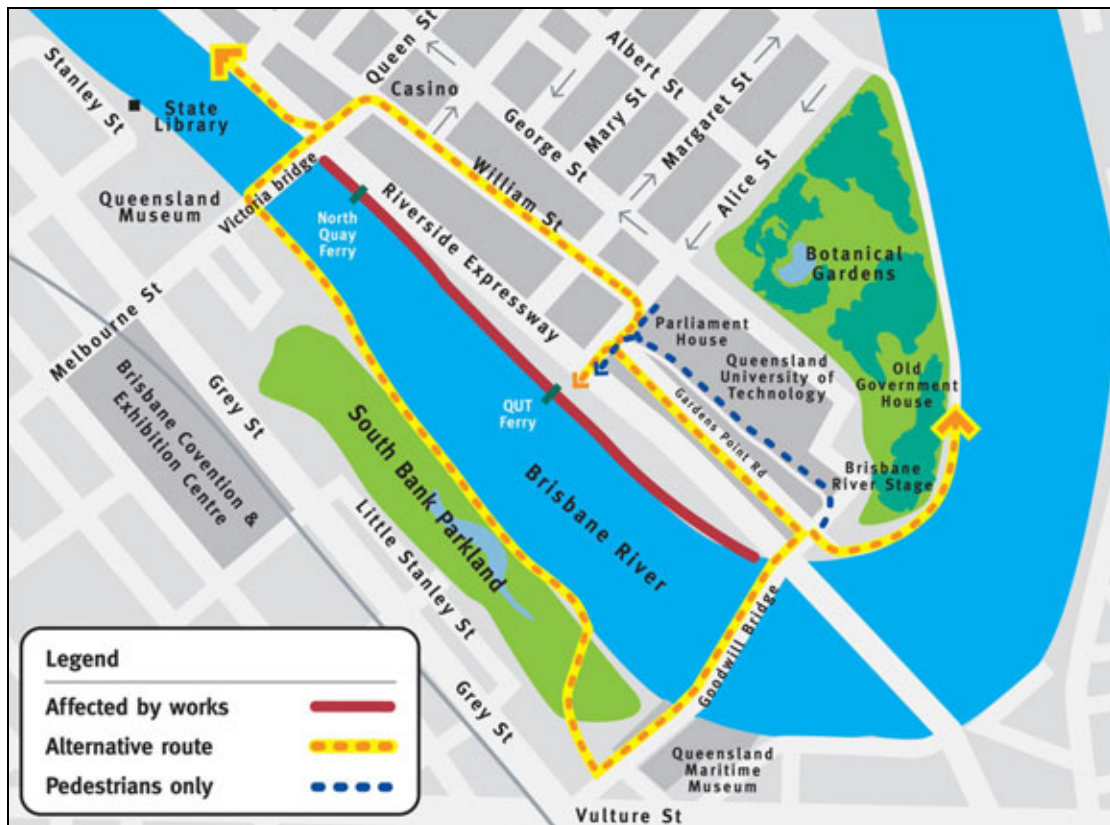 Stanley St
State
Library
Queensland
Museum
Victoria bridge
Queen St
Casino
Albert St
Mary St
Margaret St
George St
Alice St
William St
Riverside Expressway
North
Quay
Ferry
Botanical
Gardens
Parliament
House
Queensland
University of
Technology
Old
Government
House
Gardens Point Rd
Brisbane
River Stage
QUT
Ferry
Melbourne St
Brisbane Covention &
Exhibition Centre
Grey St
South Bank Parkland
Brisbane River
Little Stanley St
Goodwill Bridge
Grey St
Queensland
Maritime
Museum
Vulture St
Legend
Affected by works
Alternative route
Pedestrians only